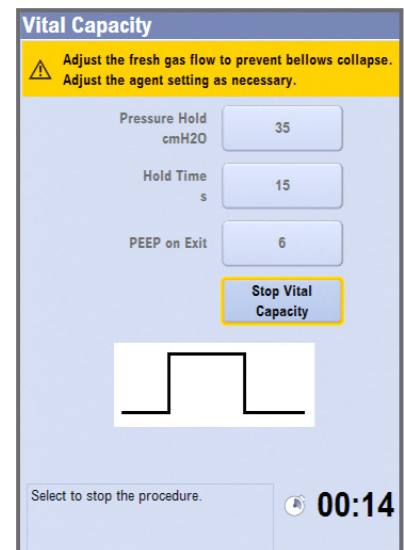 Vital Capacity
Adjust the fresh gas flow to prevent bellows collapse.
Adjust the agent setting as necessary.
Pressure Hold
cmH2O
35
Hold Time
s
15
PEEP on Exit
6
Stop Vital
Capacity
Select to stop the procedure.
00:14